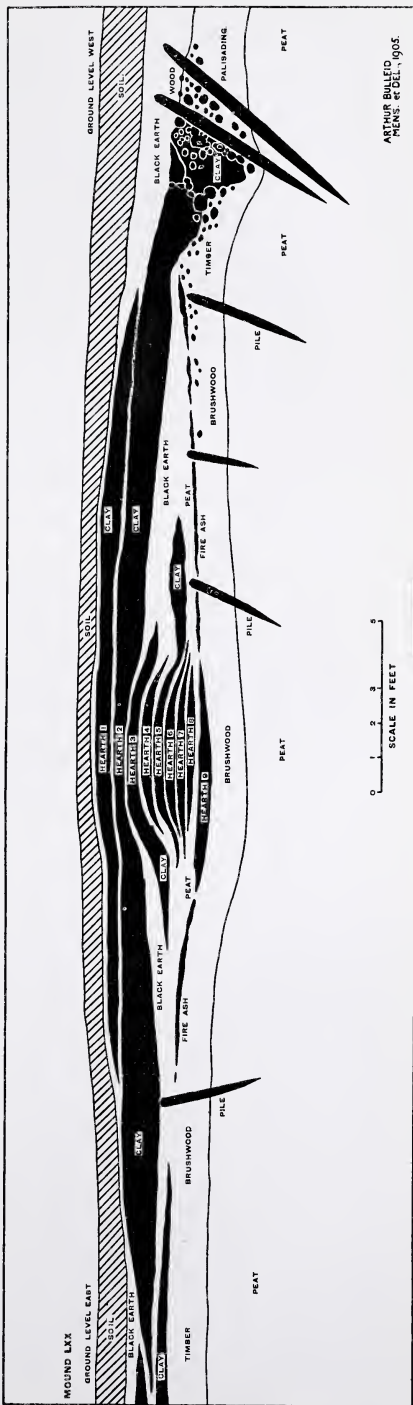 MOUND LXX
GROUND LEVEL EAST
SOIL
GROUND LEVEL WEST
SOIL
SOIL
BLACK EARTH
CLAY
CLAY
CLAY
CLAY
HEARTH 1
HEARTH 2
HEARTH 3
HEARTH 4
HEARTH 5
HEARTH 6
HEARTH 7
HEARTH 8
HEARTH 9
CLAY
CLAY
BLACK EARTH
BLACK EARTH
BLACK EARTH
WOOD
CLAY
PALISADING
TIMBER
TIMBER
BRUSHWOOD
PILE
FIRE ASH
PEAT
BRUSHWOOD
PILE
FIRE ASH
PEAT
BRUSHWOOD
PILE
PEAT
PEAT
PEAT
PEAT
0 1 2 3 4 5
SCALE IN FEET
ARTHUR BULLEID
MENS. et DEL., 1905.